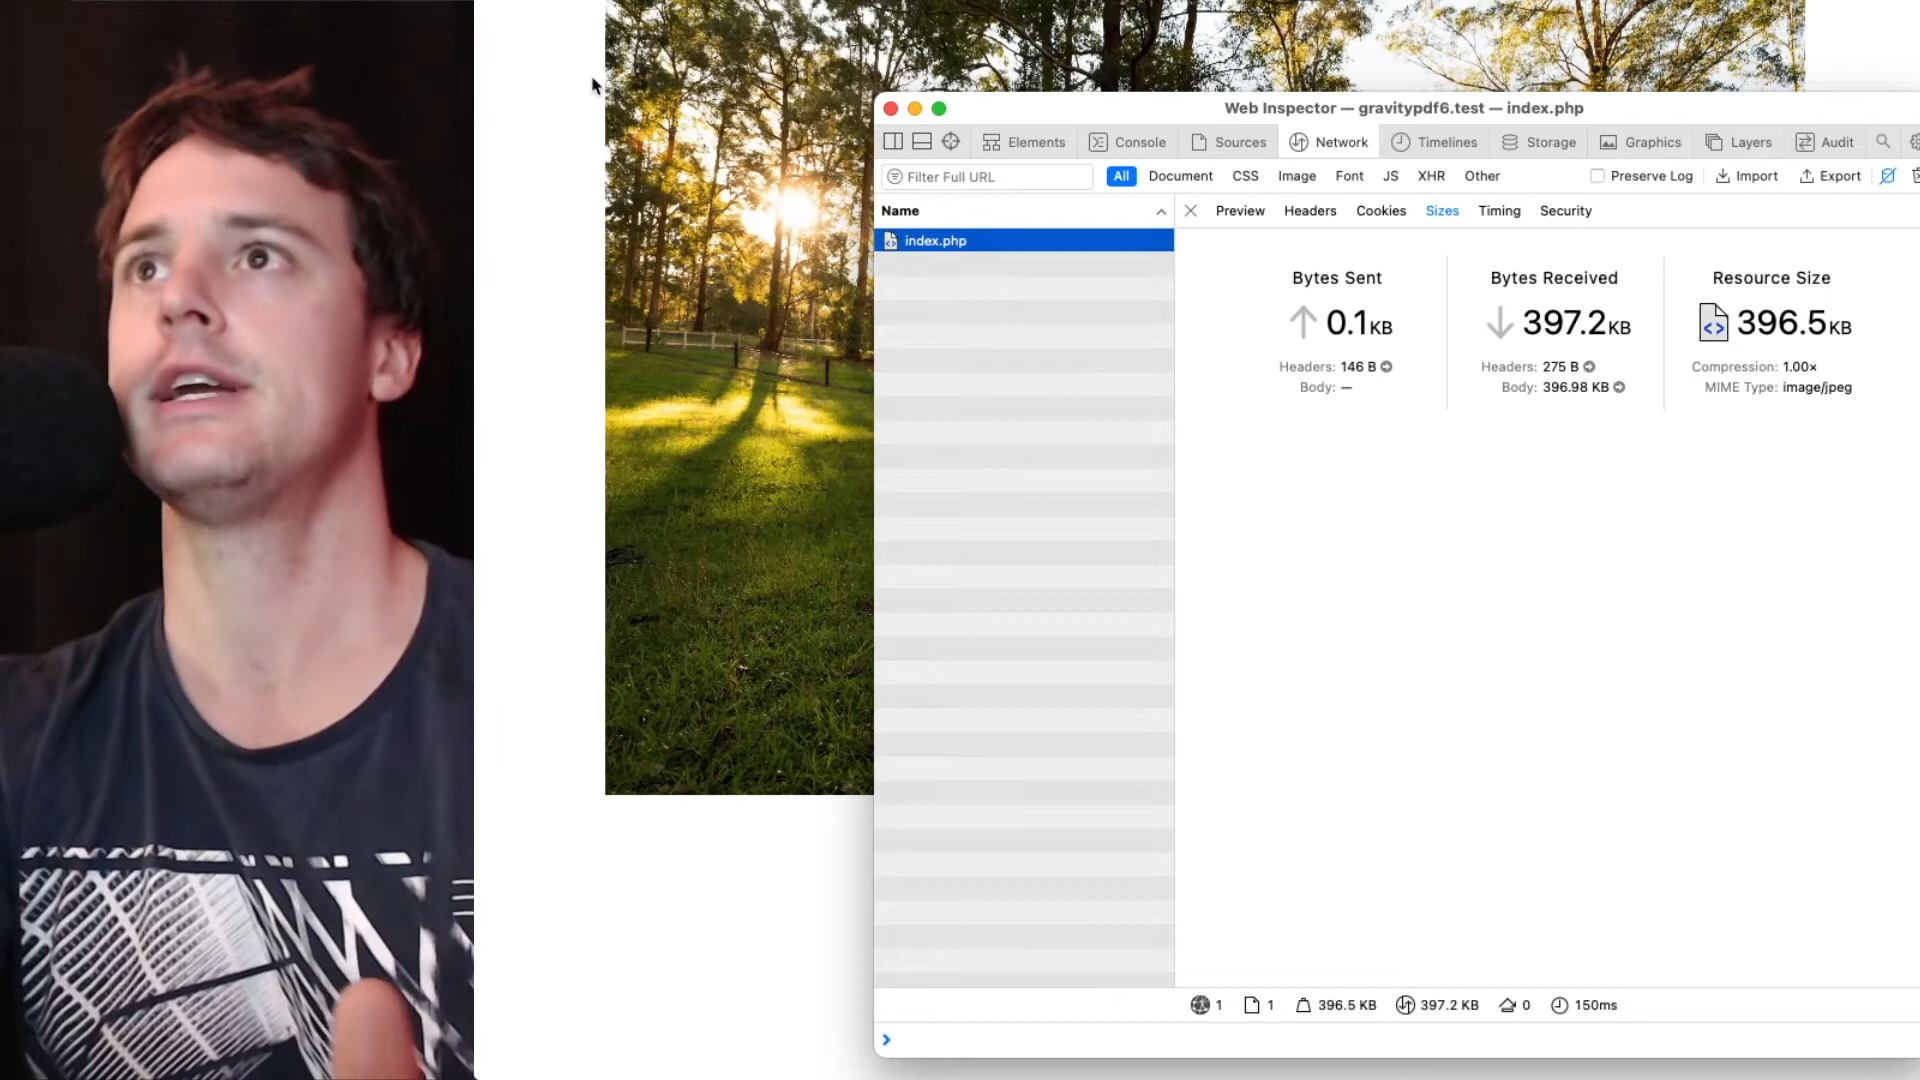 Web Inspector — gravitypdf6.test — index.php
Elements Console Sources Network Timelines Storage Graphics Layers Audit
Filter Full URL All Document CSS Image Font JS XHR Other Preserve Log Import Export
Name Preview Headers Cookies Sizes Timing Security
index.php
Bytes Sent Bytes Received Resource Size
0.1KB 397.2KB 396.5KB
Headers: 146 B Headers: 275 B Compression: 1.00×
Body: — Body: 396.98 KB MIME Type: image/jpeg
1 1 396.5 KB 397.2 KB 0 150ms